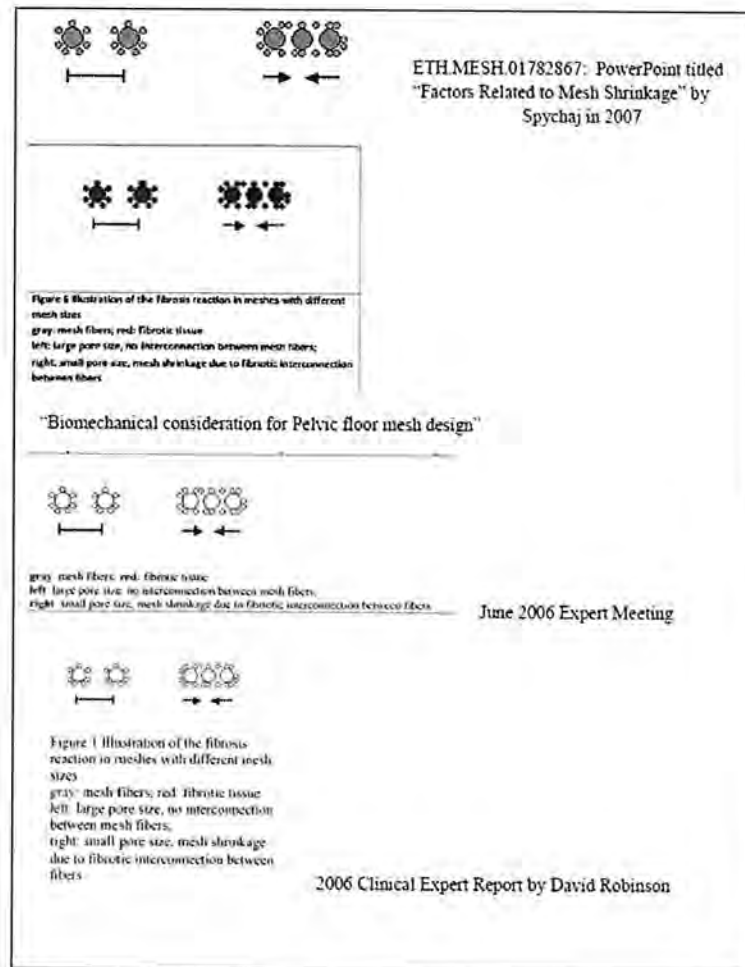 ETH.MESH.01782867: PowerPoint titled
"Factors Related to Mesh Shrinkage" by
Spychaj in 2007
Figure 6 Illustration of the fibrosis reaction in meshes with different
mesh sizes
gray: mesh fibers; red: fibrotic tissue
left: large pore size, no interconnection between mesh fibers;
right: small pore size, mesh shrinkage due to fibriotic interconnection
between fibers
"Biomechanical consideration for Pelvic floor mesh design"
gray: mesh fibers, red: fibrotic tissue
left: large pore size, no interconnection between mesh fibers,
right: small pore size, mesh shrinkage due to fibriotic interconnection between fibers
June 2006 Expert Meeting
Figure 1 Illustration of the fibrosis
reaction in meshes with different mesh
sizes
gray: mesh fibers, red: fibrotic tissue
left: large pore size, no interconnection
between mesh fibers,
right: small pore size, mesh shrinkage
due to fibriotic interconnection between
fibers
2006 Clinical Expert Report by David Robinson